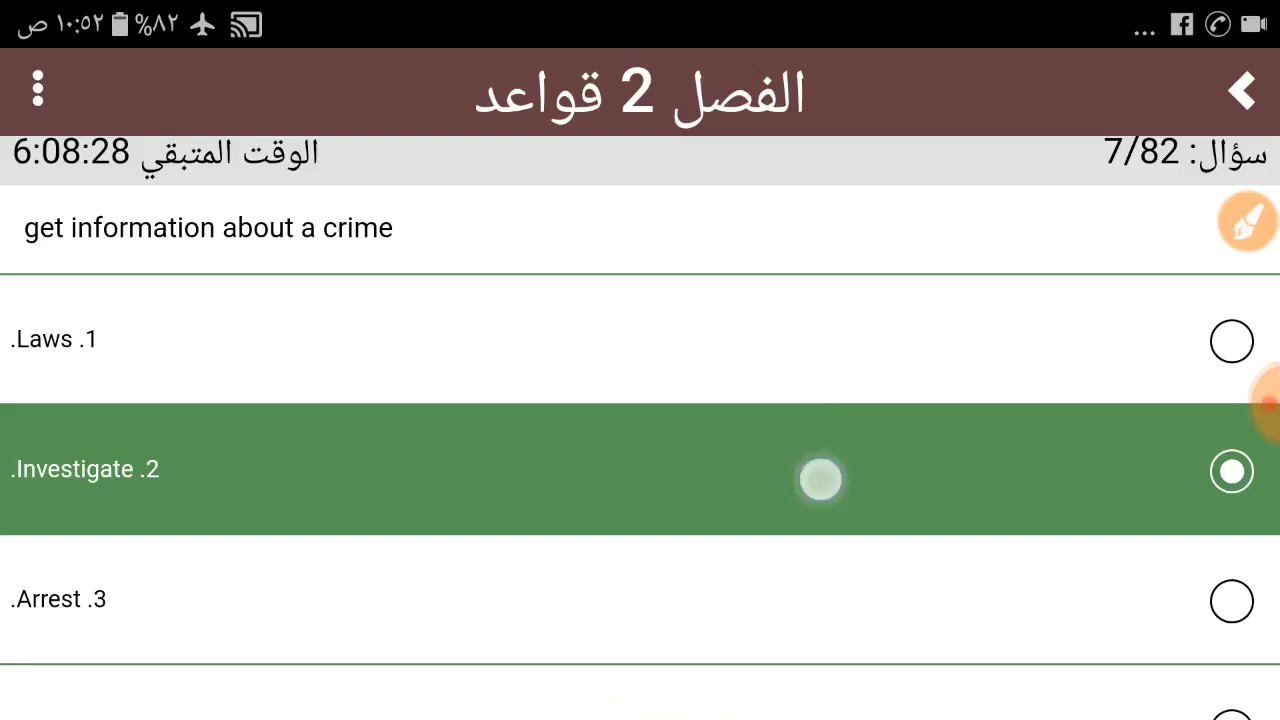 ١٠:٥٢ ص %٨٢ ...
الفصل 2 قواعد
سؤال: 7/82 الوقت المتبقي 6:08:28
get information about a crime
.Laws .1
.Investigate .2
.Arrest .3